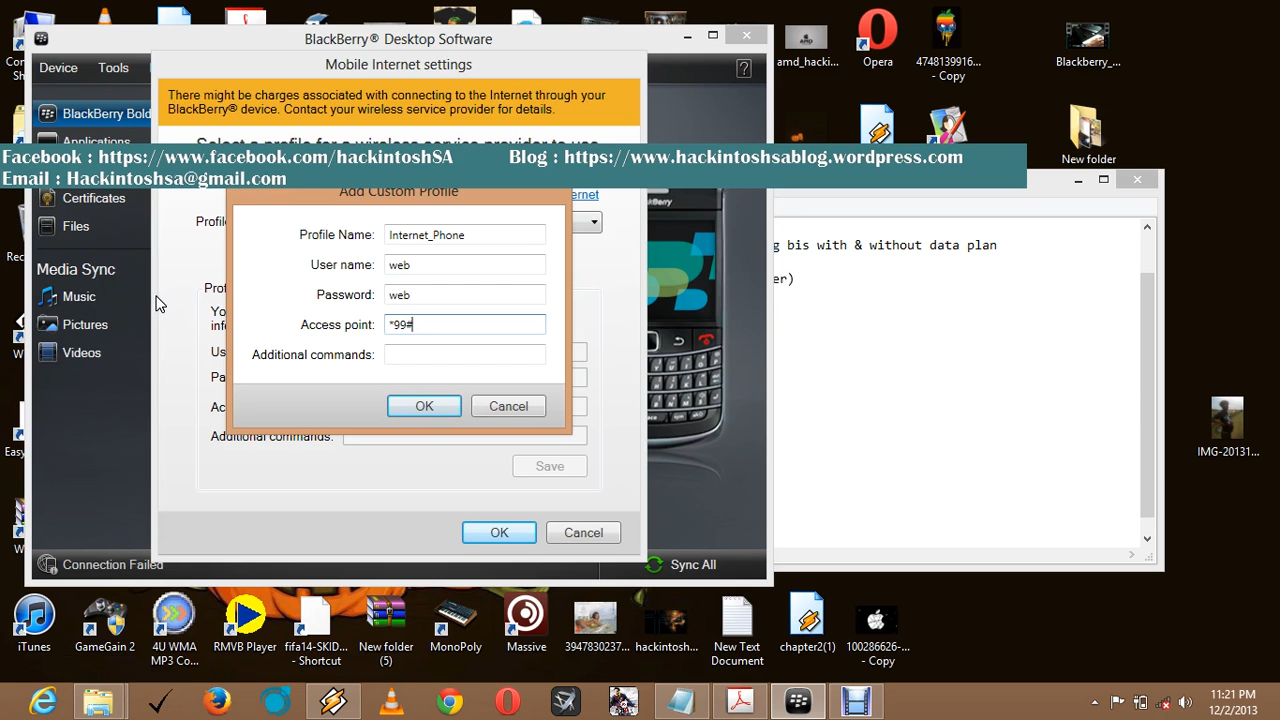 BlackBerry® Desktop Software
Mobile Internet settings
Device Tools
?
There might be charges associated with connecting to the Internet through your
BlackBerry® device. Contact your wireless service provider for details.
BlackBerry Bold
Applications
Facebook : https://www.facebook.com/hackintoshSA Blog : https://www.hackintoshsablog.wordpress.com
Email : Hackintoshsa@gmail.com
Add Custom Profile
Certificates
Files
Media Sync
Music
Pictures
Videos
Profile Name: Internet_Phone
User name: web
Password: web
Access point: *99#
Additional commands:
OK Cancel
Additional commands:
Save
OK Cancel
Connection Failed
Sync All
g bis with & without data plan
er)
amd_hacki...
Opera
4748139916...
- Copy
Blackberry_...
New folder
IMG-20131...
iTunes
GameGain 2
4U WMA
MP3 Co...
RMVB Player
fifa14-SKID...
- Shortcut
New folder
(5)
MonoPoly
Massive
3947830237...
hackintosh...
New Text
Document
chapter2(1)
100286626-...
- Copy
11:21 PM
12/2/2013